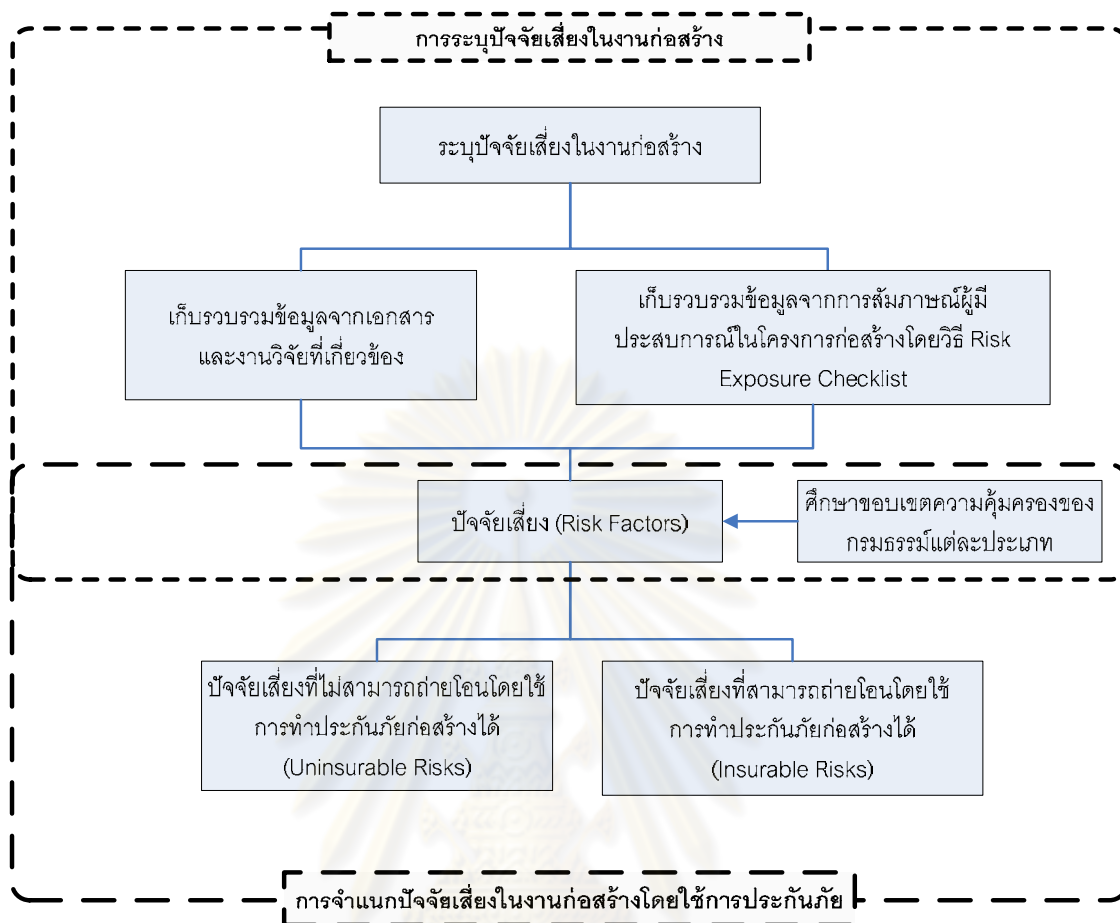 การระบุปัจจัยเสี่ยงในงานก่อสร้าง
ระบุปัจจัยเสี่ยงในงานก่อสร้าง
เก็บรวบรวมข้อมูลจากเอกสาร
และงานวิจัยที่เกี่ยวข้อง
เก็บรวบรวมข้อมูลจากการสัมภาษณ์ผู้มี
ประสบการณ์ในโครงการก่อสร้างโดยวิธี Risk
Exposure Checklist
ปัจจัยเสี่ยง (Risk Factors)
ศึกษาขอบเขตความคุ้มครองของ
กรมธรรม์แต่ละประเภท
ปัจจัยเสี่ยงที่ไม่สามารถถ่ายโอนโดยใช้
การทำประกันภัยก่อสร้างได้
(Uninsurable Risks)
ปัจจัยเสี่ยงที่สามารถถ่ายโอนโดยใช้
การทำประกันภัยก่อสร้างได้
(Insurable Risks)
การจำแนกปัจจัยเสี่ยงในงานก่อสร้างโดยใช้การประกันภัย